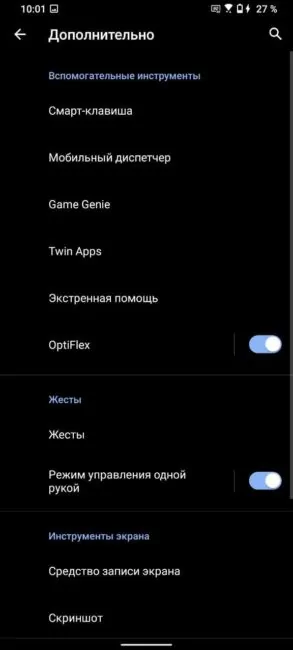 10:01
27 %
Дополнительно
Вспомогательные инструменты
Смарт-клавиша
Мобильный диспетчер
Game Genie
Twin Apps
Экстренная помощь
OptiFlex
Жесты
Жесты
Режим управления одной
рукой
Инструменты экрана
Средство записи экрана
Скриншот